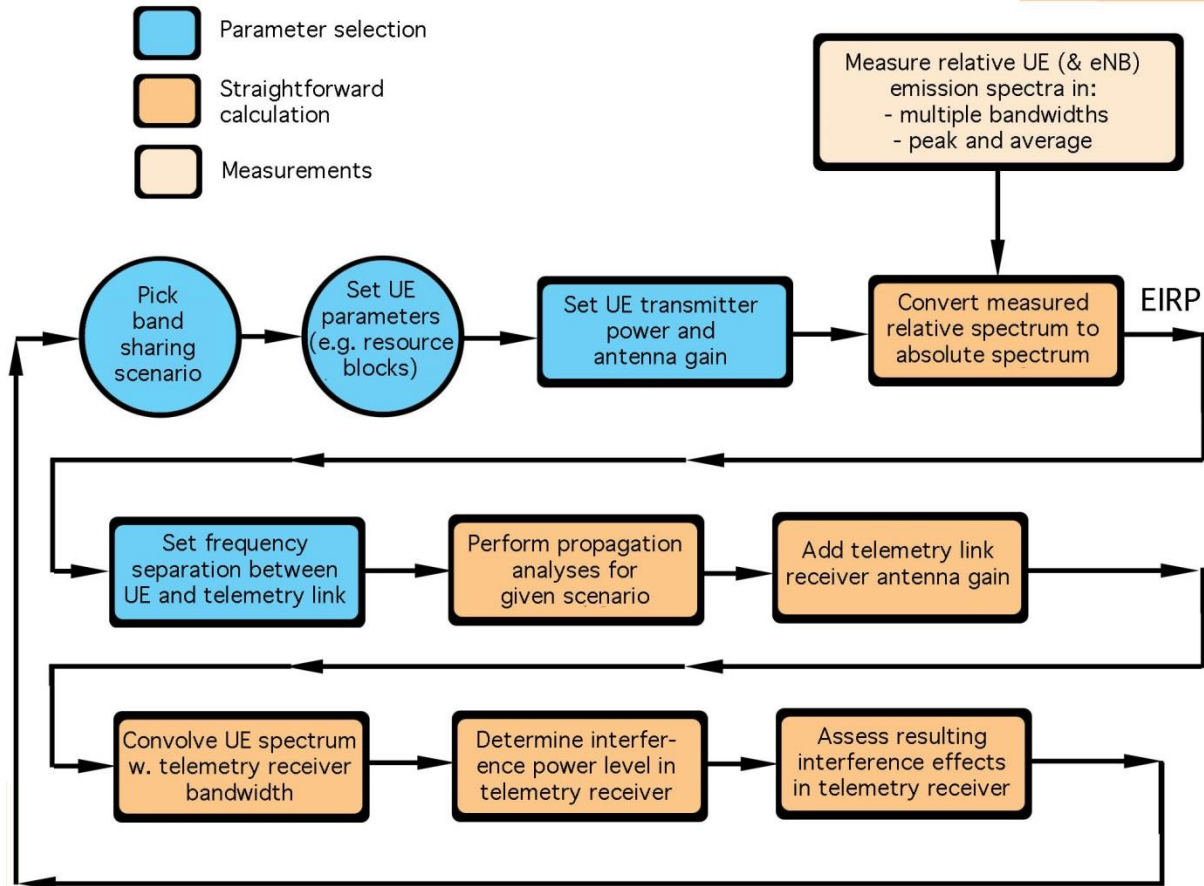 Parameter selection
Straightforward
calculation
Measurements
Measure relative UE (& eNB)
emission spectra in:
- multiple bandwidths
- peak and average
Pick
band
sharing
scenario
Set UE
parameters
(e.g. resource
blocks)
Set UE transmitter
power and
antenna gain
Convert measured
relative spectrum to
absolute spectrum
EIRP
Set frequency
separation between
UE and telemetry link
Perform propagation
analyses for
given scenario
Add telemetry link
receiver antenna gain
Convolve UE spectrum
w. telemetry receiver
bandwidth
Determine interfer-
ence power level in
telemetry receiver
Assess resulting
interference effects
in telemetry receiver